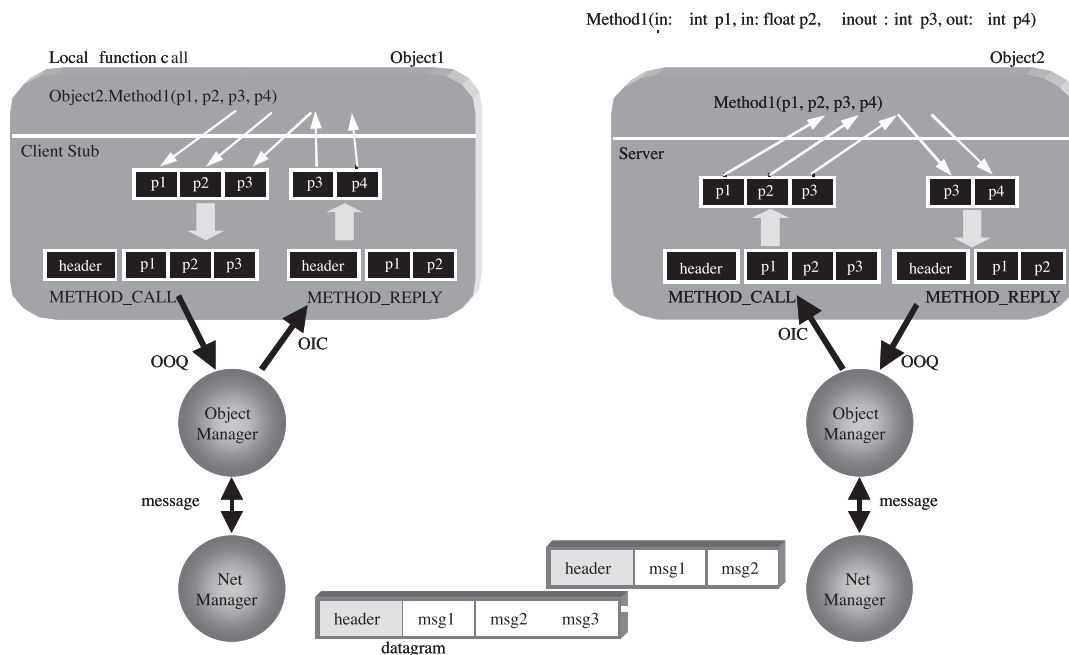 Method1(in: int p1, in: float p2, inout : int p3, out: int p4)
Local function call
Object1
Object2.Method1(p1, p2, p3, p4)
Client Stub
p1 p2 p3
p3 p4
header p1 p2 p3
header p1 p2
METHOD_CALL
METHOD_REPLY
OOQ
OIC
Object
Manager
message
Net
Manager
Object2
Method1(p1, p2, p3, p4)
Server
p1 p2 p3
p3 p4
header p1 p2 p3
header p1 p2
METHOD_CALL
METHOD_REPLY
OIC
OOQ
Object
Manager
message
Net
Manager
header msg1 msg2
header msg1 msg2 msg3
datagram